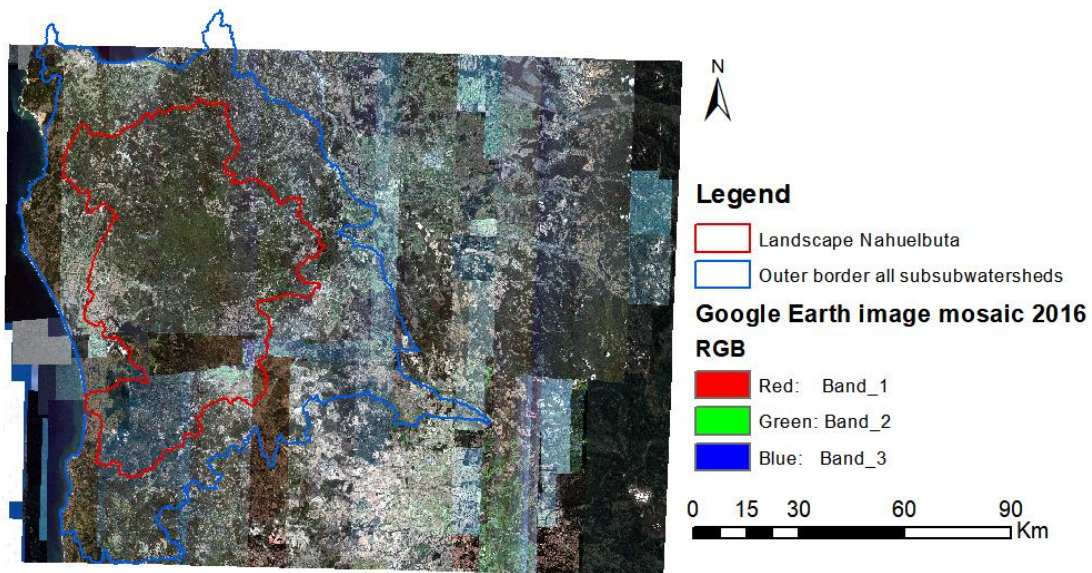 N
Legend
Landscape Nahuelbuta
Outer border all subsubwatersheds
Google Earth image mosaic 2016
RGB
Red: Band_1
Green: Band_2
Blue: Band_3
0 15 30 60 90
Km